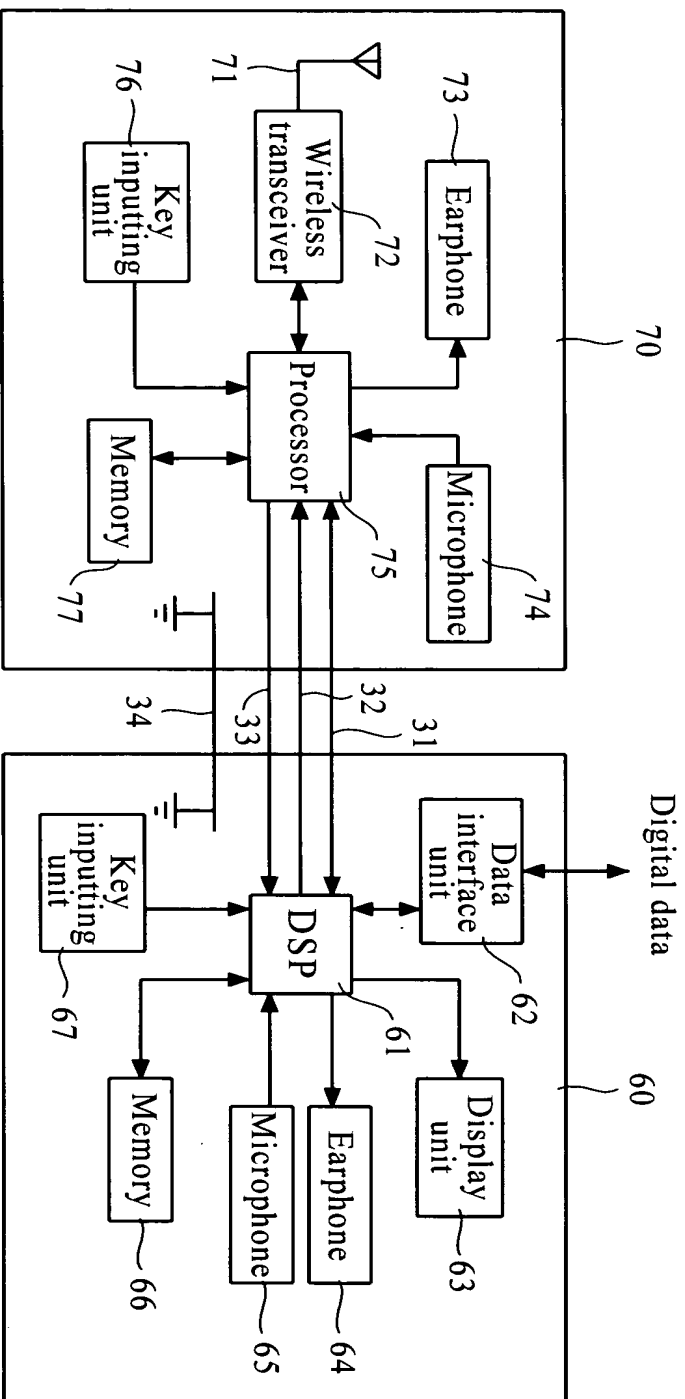 70
73
Earphone
Microphone
74
71
Wireless
transceiver
72
Processor
75
76
Key
inputting
unit
Memory
77
31
32
33
34
Digital data
60
Data
interface
unit
62
Display
unit
63
DSP
61
Earphone
64
Microphone
65
Key
inputting
unit
67
Memory
66